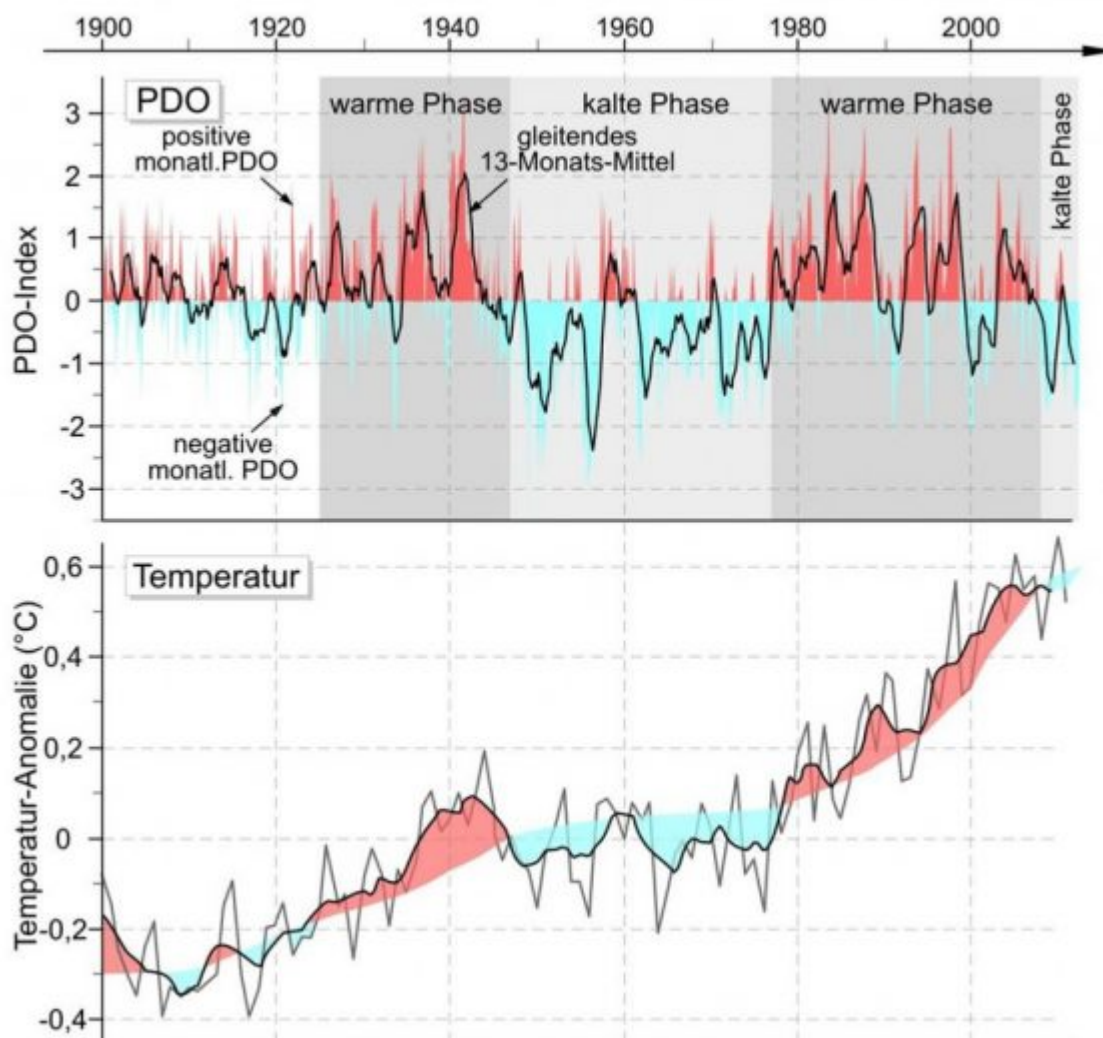 1900 1920 1940 1960 1980 2000
PDO
warme Phase
kalte Phase
warme Phase
kalte Phase
positive
monatl.PDO
gleitendes
13-Monats-Mittel
negative
monatl. PDO
PDO-Index
3
2
1
0
-1
-2
-3
Temperatur
Temperatur-Anomalie (°C)
0,6
0,4
0,2
0
-0,2
-0,4